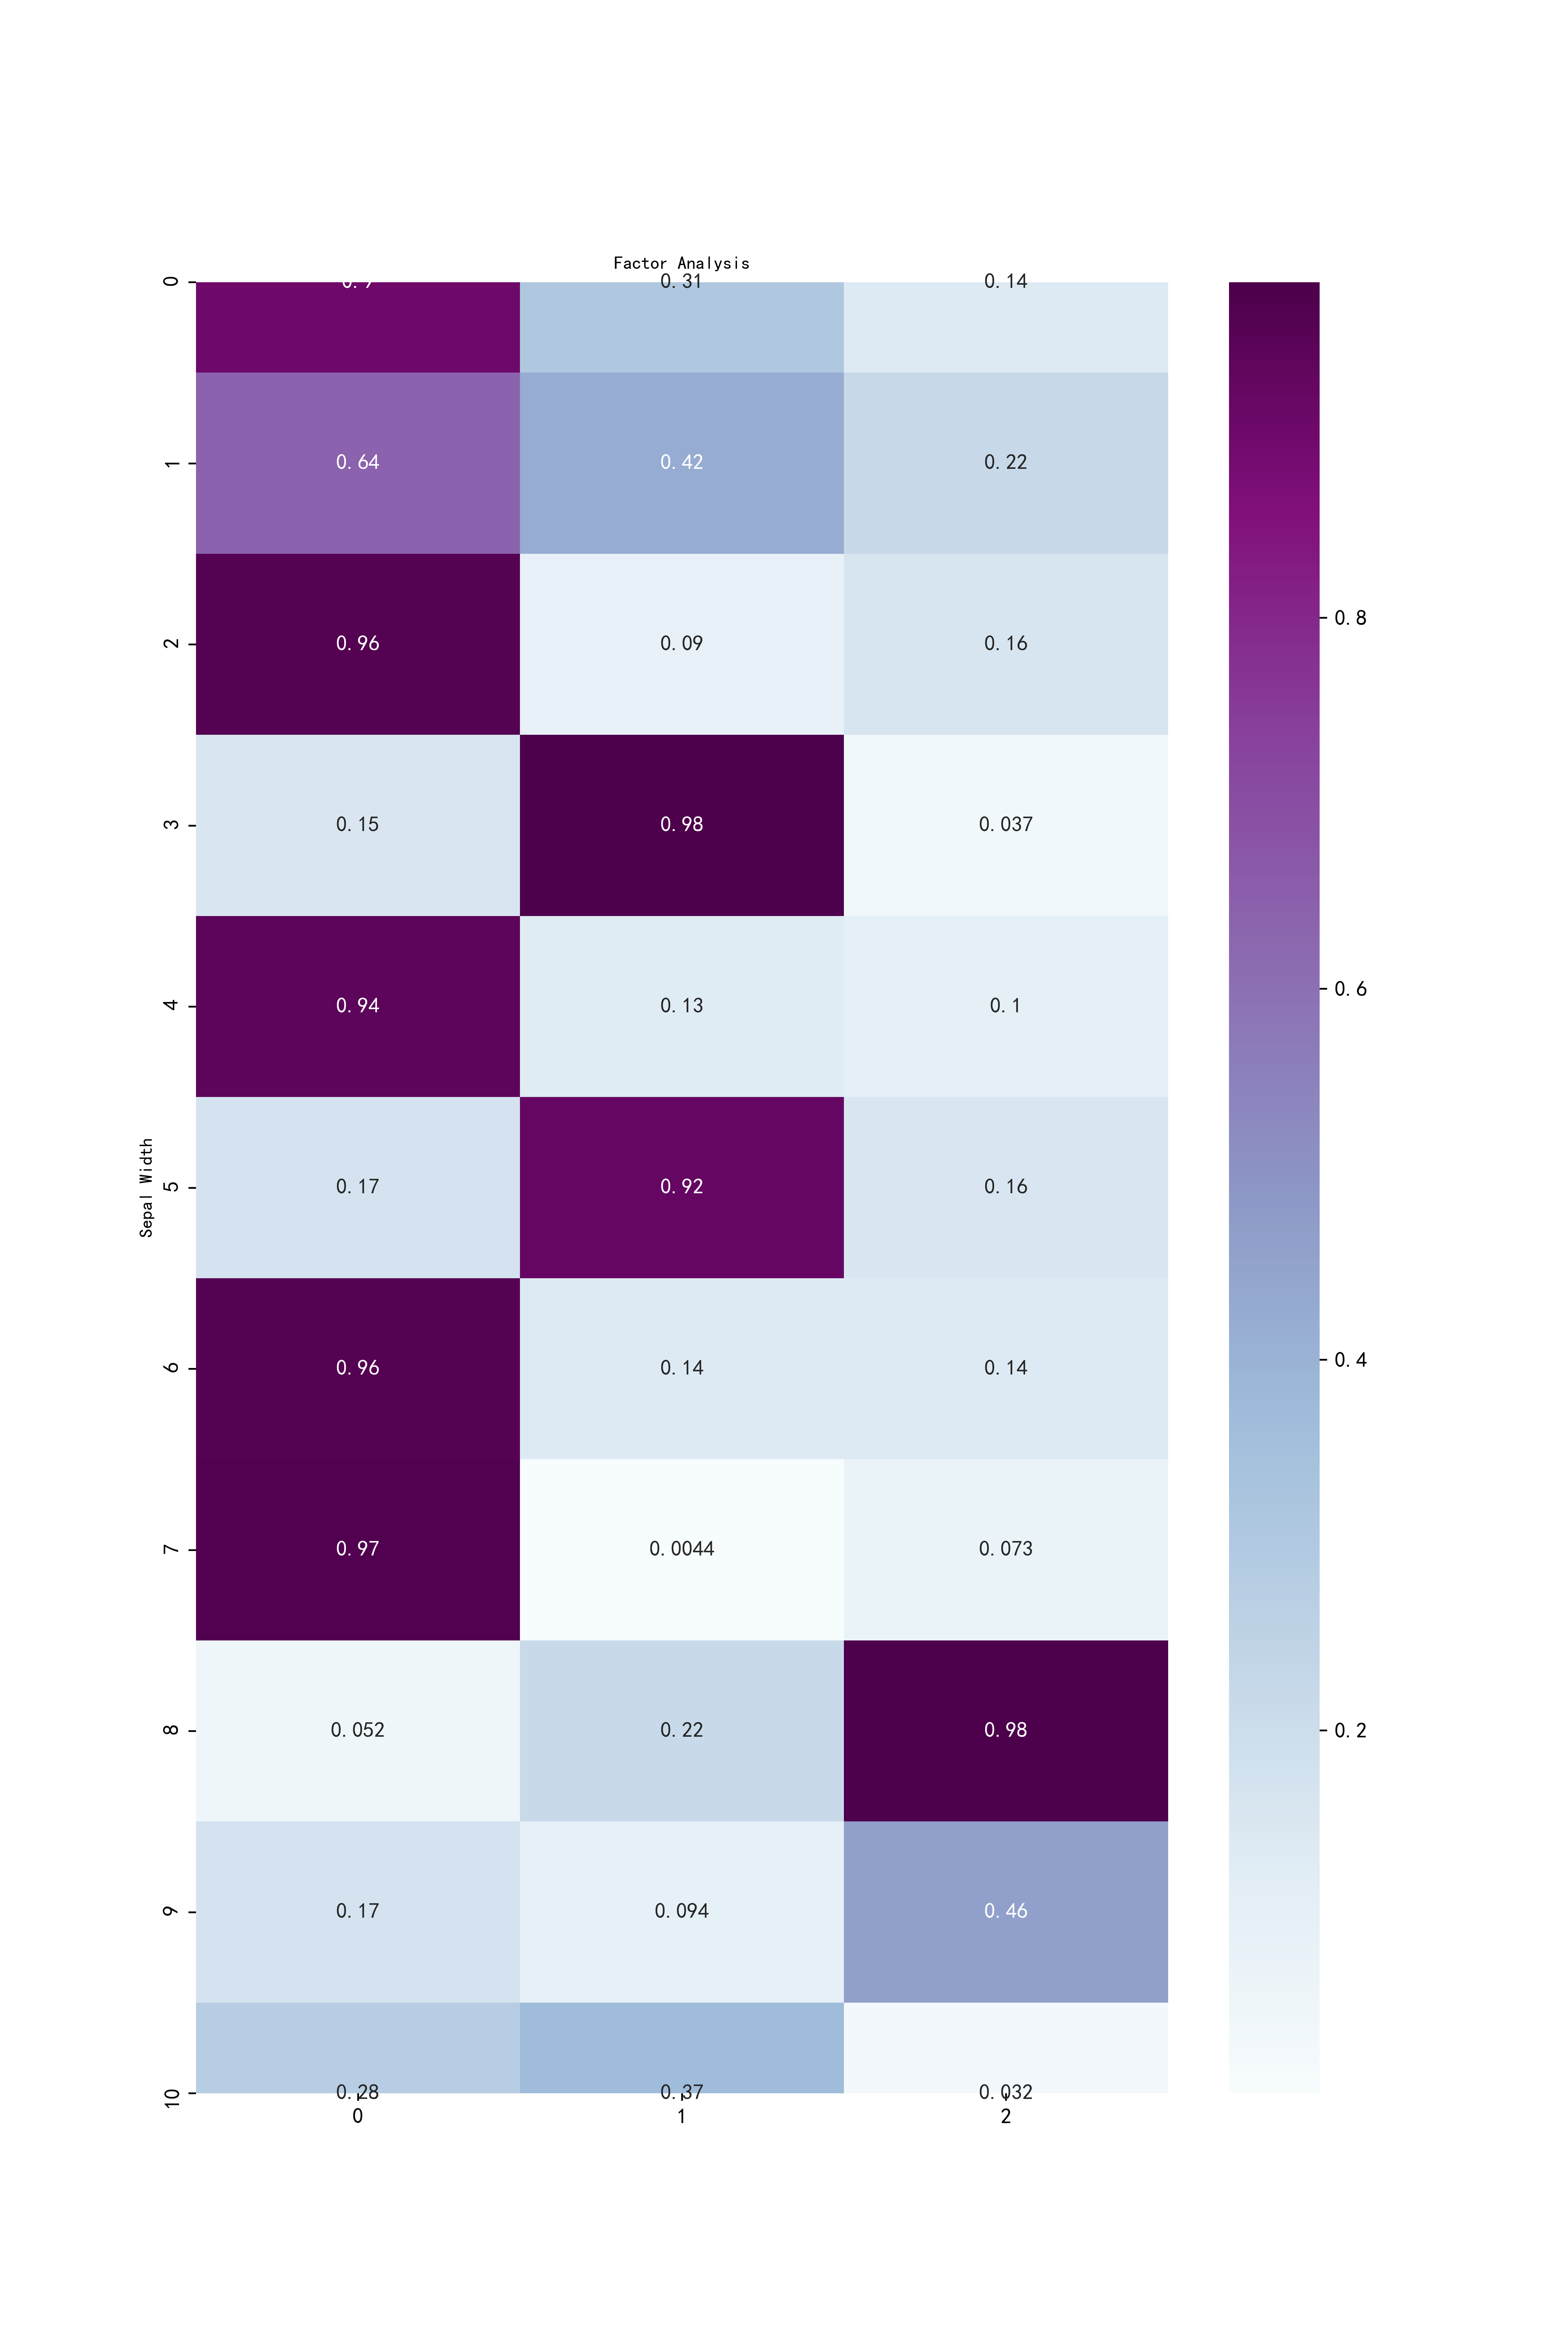 Factor Analysis
0 0.31 0.14
1 0.64 0.42 0.22
2 0.96 0.09 0.16
0.8
3 0.15 0.98 0.037
4 0.94 0.13 0.1
0.6
Sepal Width
5 0.17 0.92 0.16
6 0.96 0.14 0.14
0.4
7 0.97 0.0044 0.073
8 0.052 0.22 0.98
0.2
9 0.17 0.094 0.46
10 0.28 0.37 0.032
0 1 2